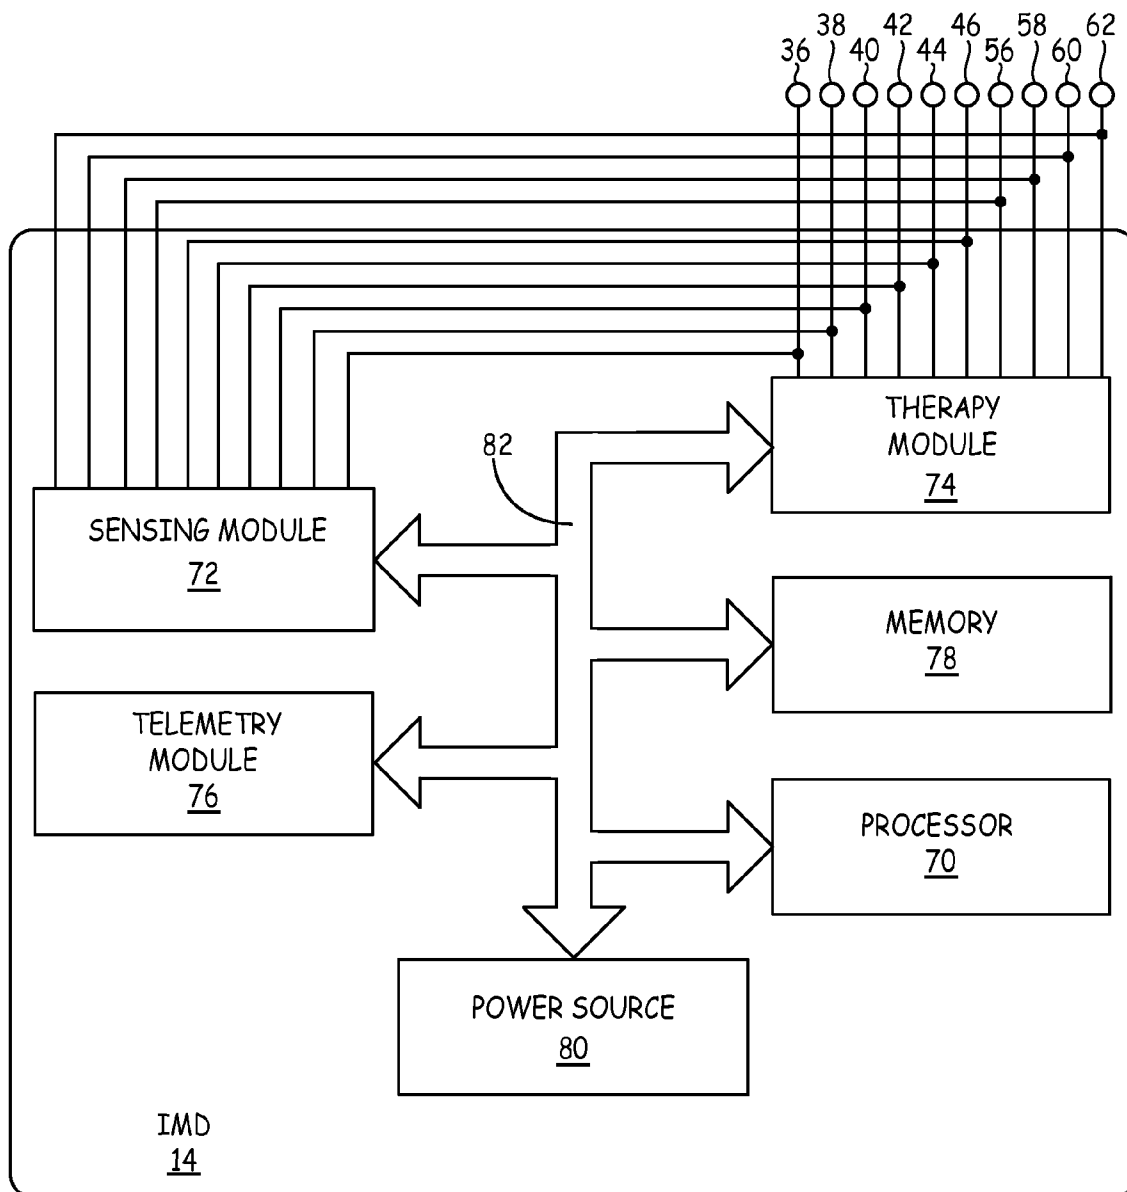 38 42 46 58 62
36 40 44 56 60
THERAPY
MODULE
74
82
SENSING MODULE
72
MEMORY
78
TELEMETRY
MODULE
76
PROCESSOR
70
POWER SOURCE
80
IMD
14